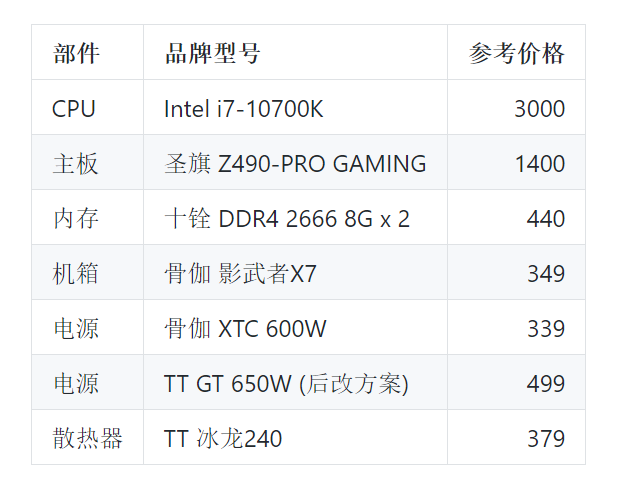 部件 品牌型号 参考价格
CPU Intel i7-10700K 3000
主板 圣旗 Z490-PRO GAMING 1400
内存 十铨 DDR4 2666 8G x 2 440
机箱 骨伽 影武者X7 349
电源 骨伽 XTC 600W 339
电源 TT GT 650W (后改方案) 499
散热器 TT 冰龙240 379